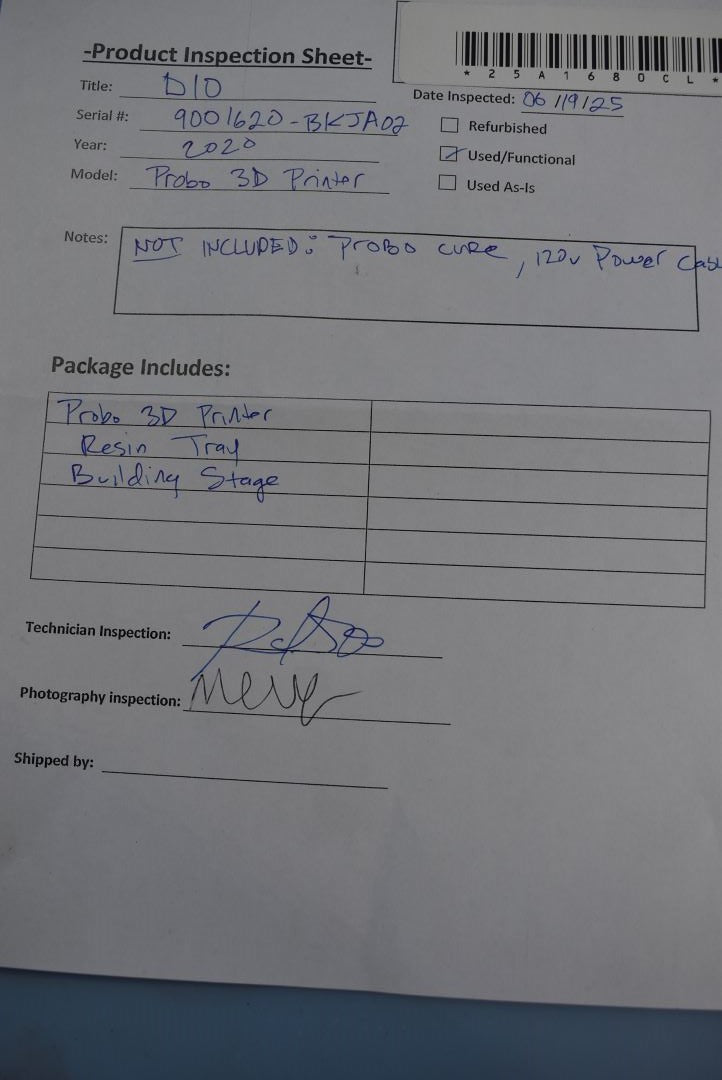 -Product Inspection Sheet-
* 2 5 A 1 6 8 0 C L *
Title: DIO
Date Inspected: 06/19/25
Serial #: 9001620-BKJA02
Refurbished
Year: 2020
Used/Functional
Model: Probo 3D Printer
Used As-Is
Notes: NOT INCLUDED: PROBO CURE, 120v Power
Package Includes:
Probo 3D Printer
Resin Tray
Building Stage
Technician Inspection:
Photography inspection:
Shipped by: